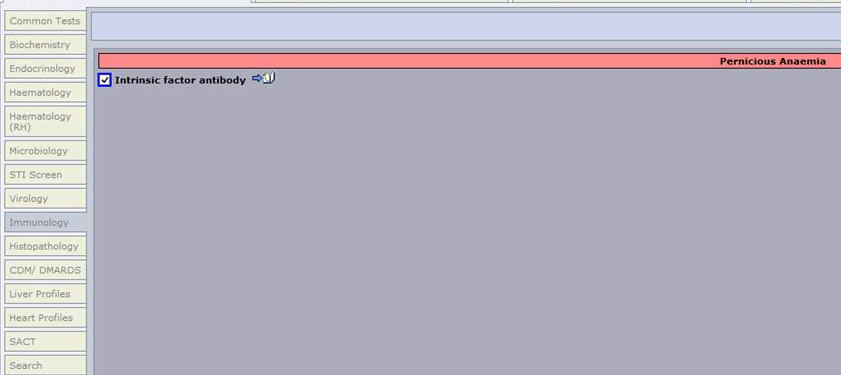 Common Tests
Biochemistry
Endocrinology
Haematology
Haematology
(RH)
Microbiology
STI Screen
Virology
Immunology
Histopathology
CDM/ DMARDS
Liver Profiles
Heart Profiles
SACT
Search
Pernicious Anaemia
Intrinsic factor antibody